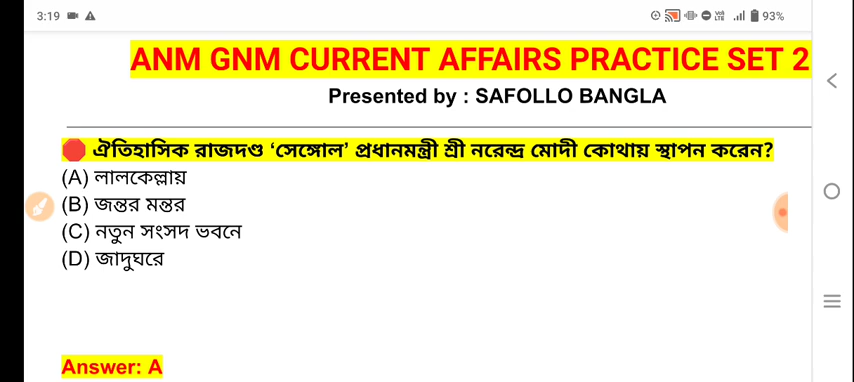 3:19
93%
ANM GNM CURRENT AFFAIRS PRACTICE SET 2
Presented by : SAFOLLO BANGLA
ঐতিহাসিক রাজদণ্ড ‘সেঙ্গোল’ প্রধানমন্ত্রী শ্রী নরেন্দ্র মোদী কোথায় স্থাপন করেন?
(A) লালকেল্লায়
(B) জন্তর মন্তর
(C) নতুন সংসদ ভবনে
(D) জাদুঘরে
Answer: A